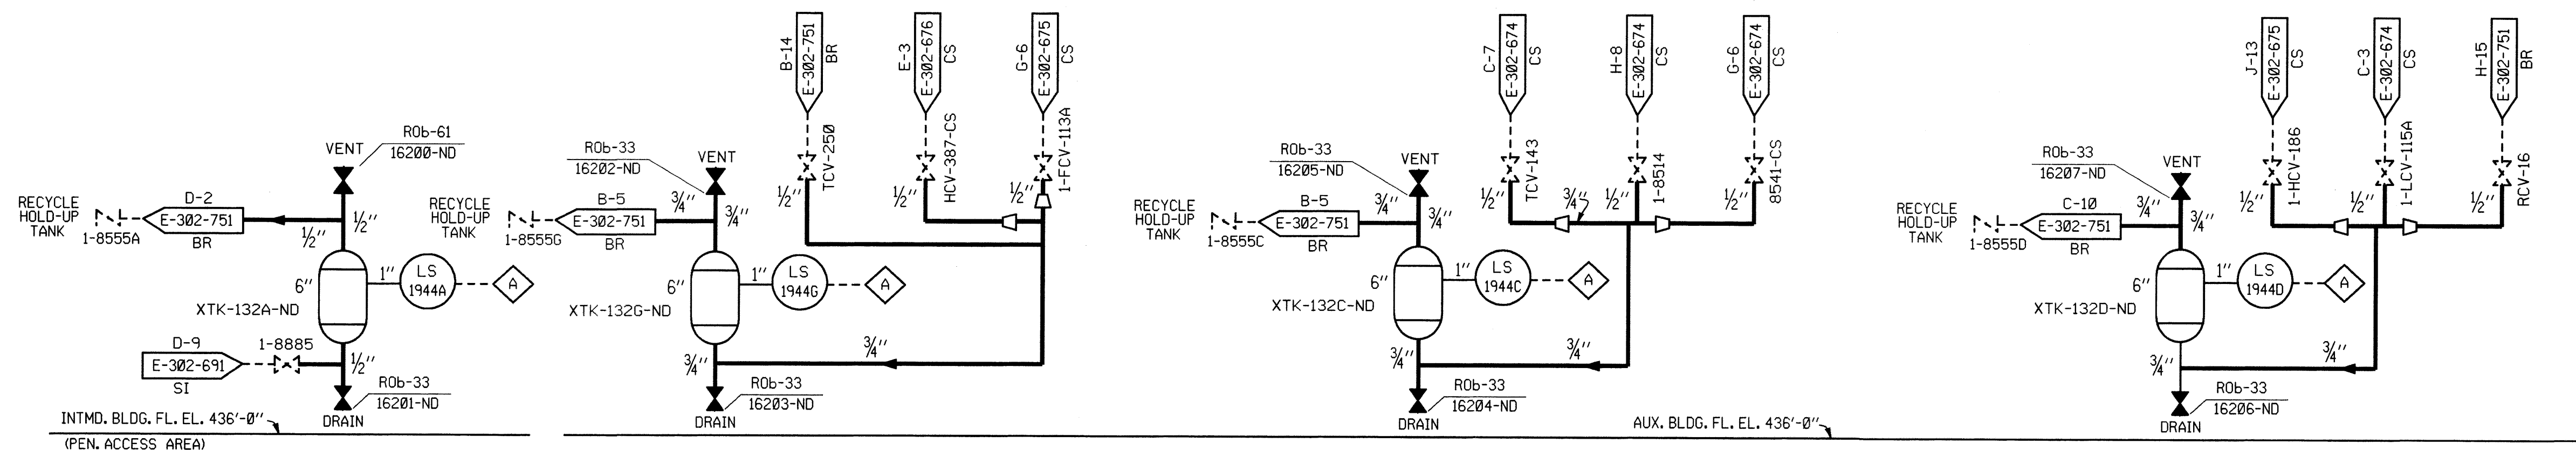 ROb-61
16200-ND
VENT
RECYCLE
HOLD-UP
TANK
1-8555A
D-2
E-302-751
BR
1/2"
1/2"
6"
XTK-132A-ND
1"
LS
1944A
A
D-9
E-302-691
SI
1-8885
1/2"
ROb-33
16201-ND
DRAIN
INTMD. BLDG. FL. EL. 436'-0"
(PEN. ACCESS AREA)
ROb-33
16202-ND
VENT
RECYCLE
HOLD-UP
TANK
1-8555G
B-5
E-302-751
BR
3/4"
3/4"
6"
XTK-132G-ND
1"
LS
1944G
A
3/4"
3/4"
ROb-33
16203-ND
DRAIN
B-14
E-302-751
BR
TCV-250
1/2"
E-3
E-302-676
CS
HCV-387-CS
1/2"
G-6
E-302-675
CS
1-FCV-113A
1/2"
ROb-33
16205-ND
VENT
RECYCLE
HOLD-UP
TANK
1-8555C
B-5
E-302-751
BR
3/4"
3/4"
6"
XTK-132C-ND
1"
LS
1944C
A
3/4"
3/4"
ROb-33
16204-ND
DRAIN
C-7
E-302-674
CS
TCV-143
1/2"
3/4"
H-8
E-302-674
CS
1-8514
1/2"
G-6
E-302-674
CS
8541-CS
1/2"
AUX. BLDG. FL. EL. 436'-0"
ROb-33
16207-ND
VENT
RECYCLE
HOLD-UP
TANK
1-8555D
C-10
E-302-751
BR
3/4"
3/4"
6"
XTK-132D-ND
1"
LS
1944D
A
3/4"
3/4"
ROb-33
16206-ND
DRAIN
J-13
E-302-675
CS
1-HCV-186
1/2"
C-3
E-302-674
CS
1-LCV-115A
1/2"
H-15
E-302-751
BR
RCV-16
1/2"